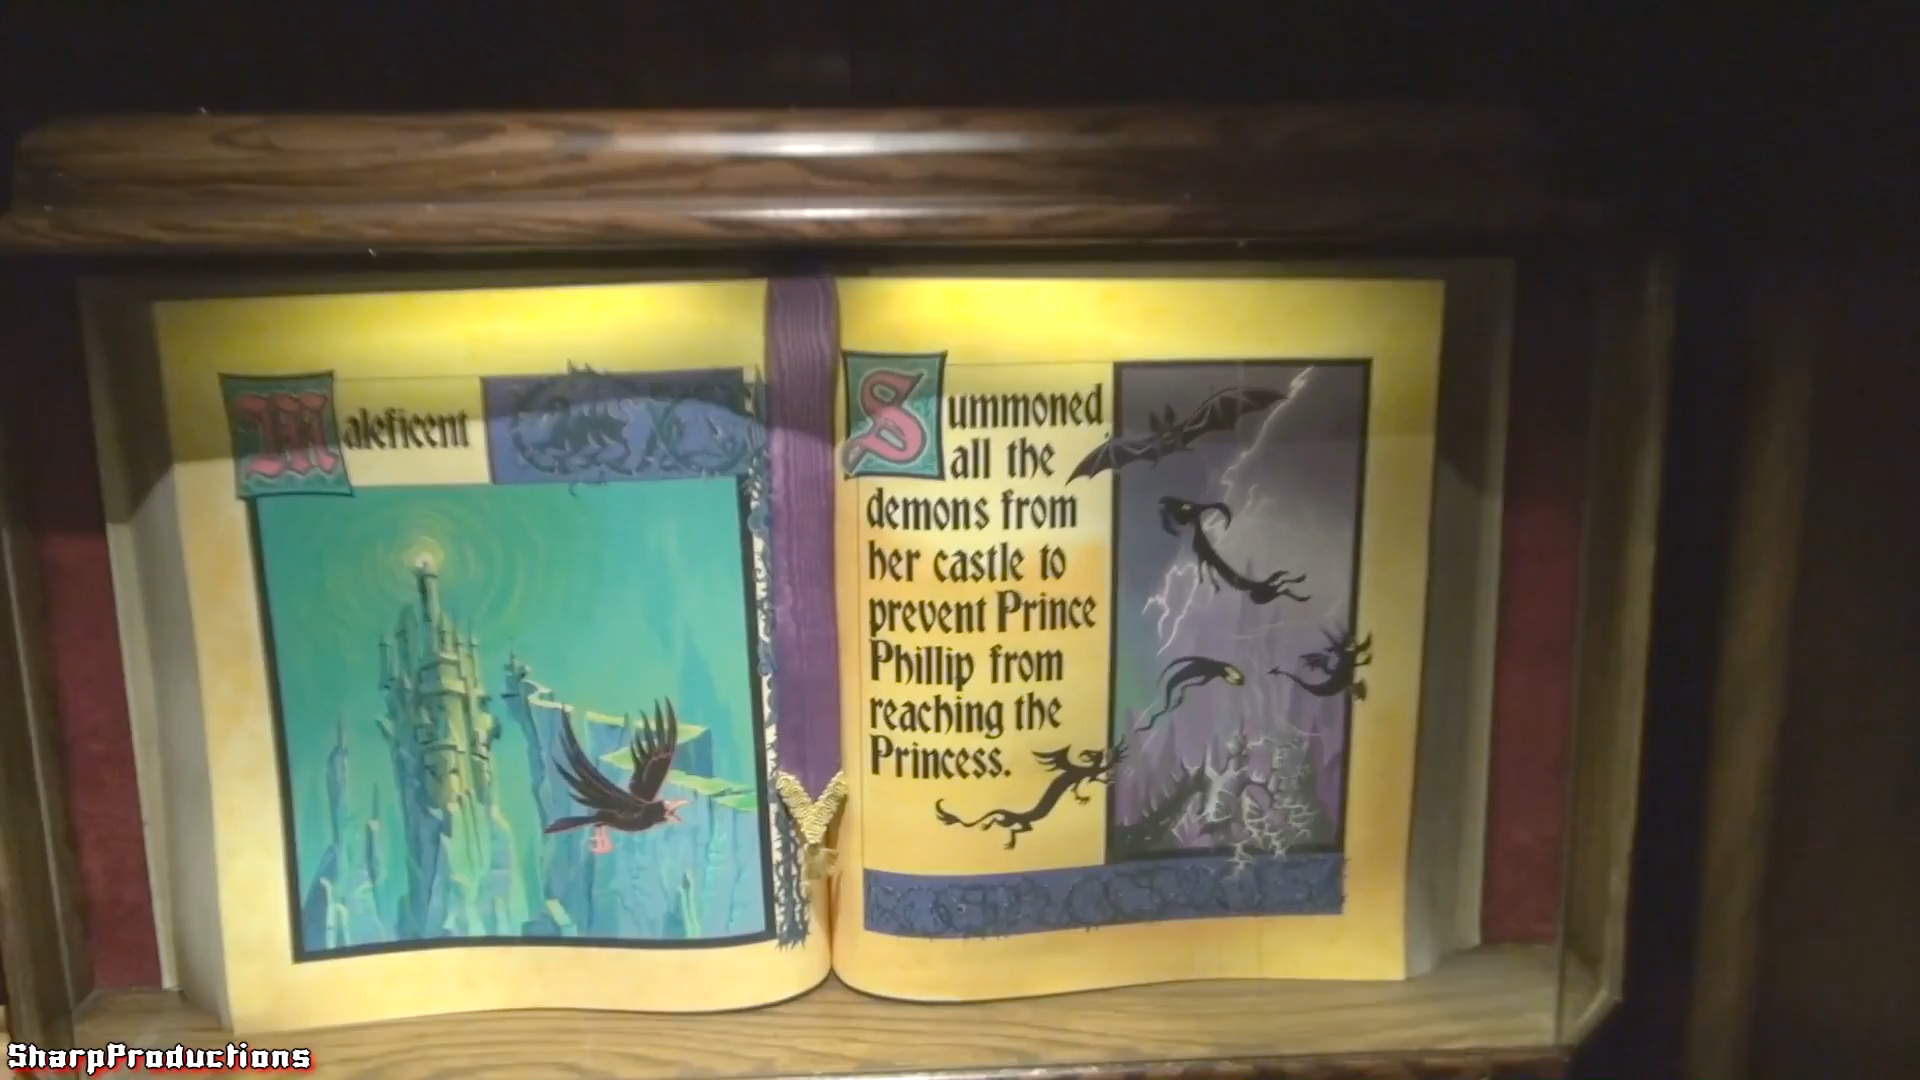 Maleficent
Summoned
all the
demons from
her castle to
prevent Prince
Phillip from
reaching the
Princess.
SharpProductions